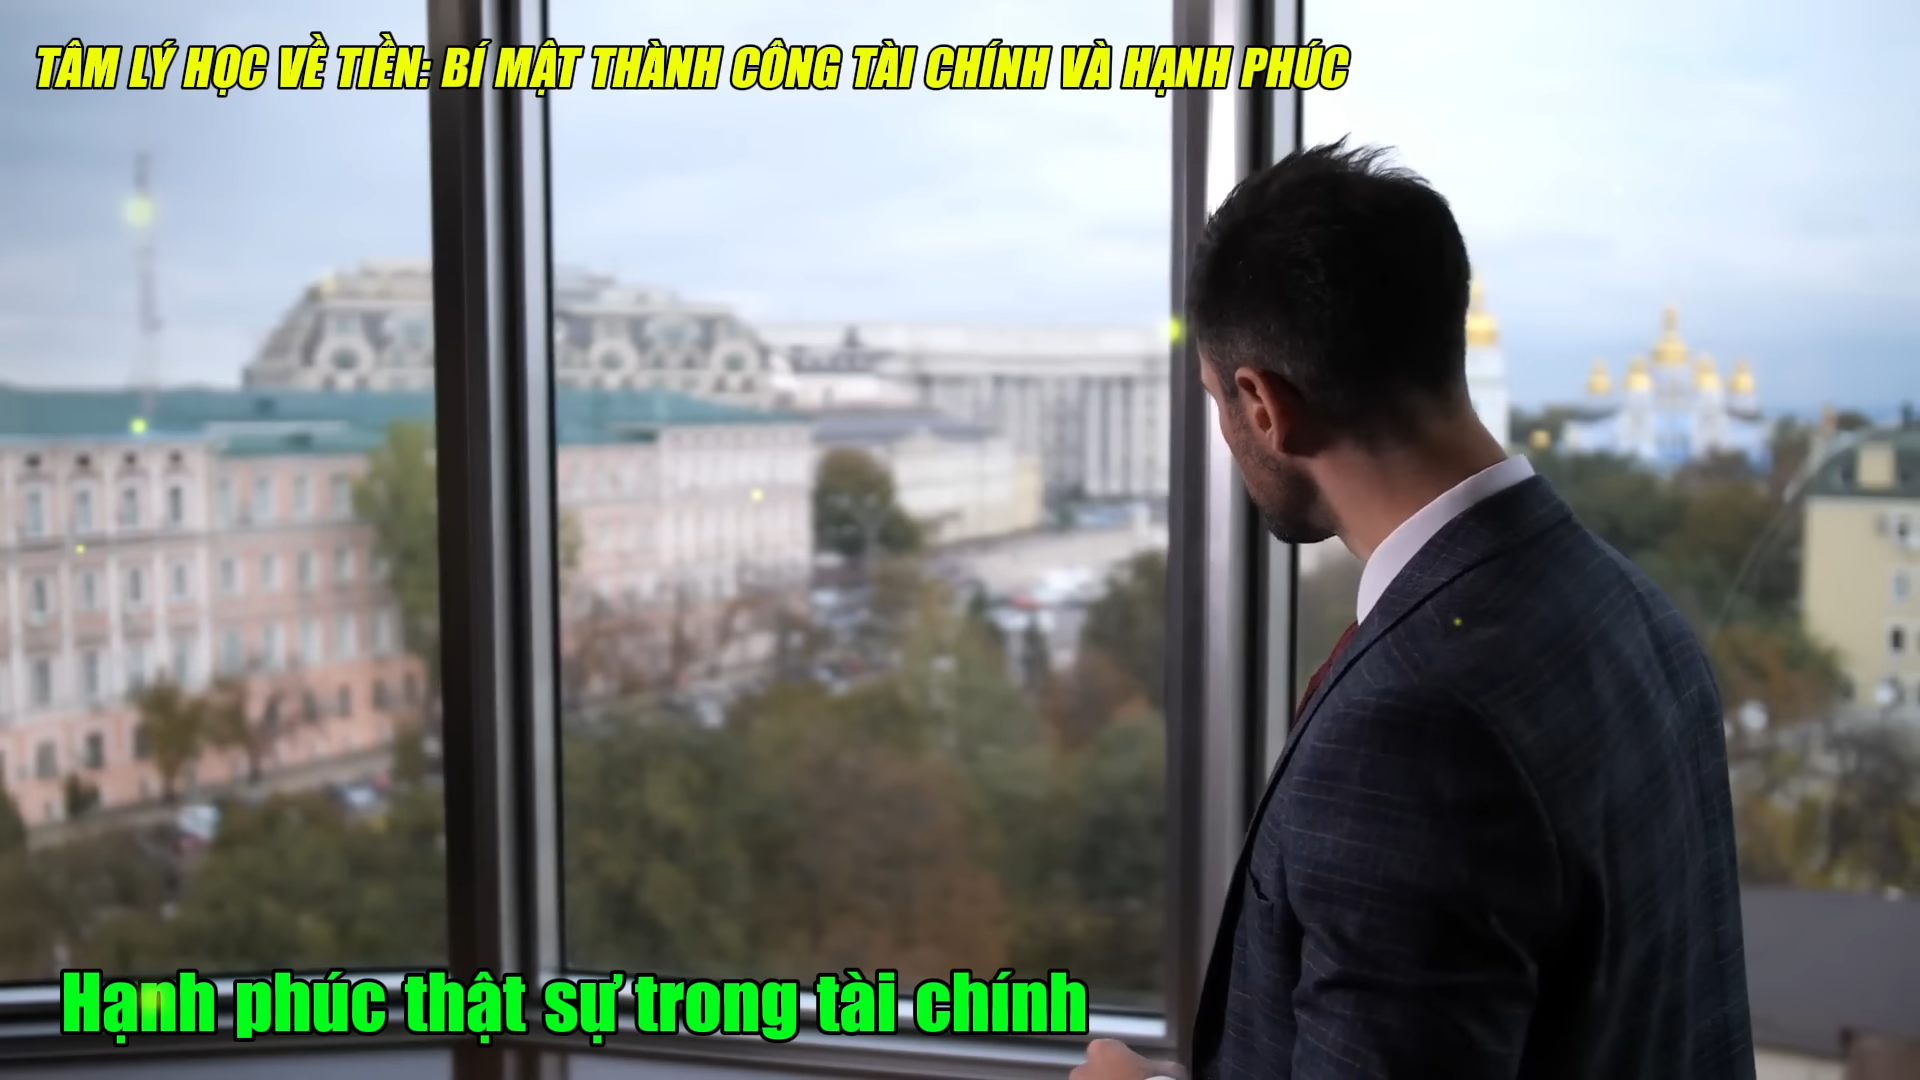 TÂM LÝ HỌC VỀ TIỀN: BÍ MẬT THÀNH CÔNG TÀI CHÍNH VÀ HẠNH PHÚC
Hạnh phúc thật sự trong tài chính